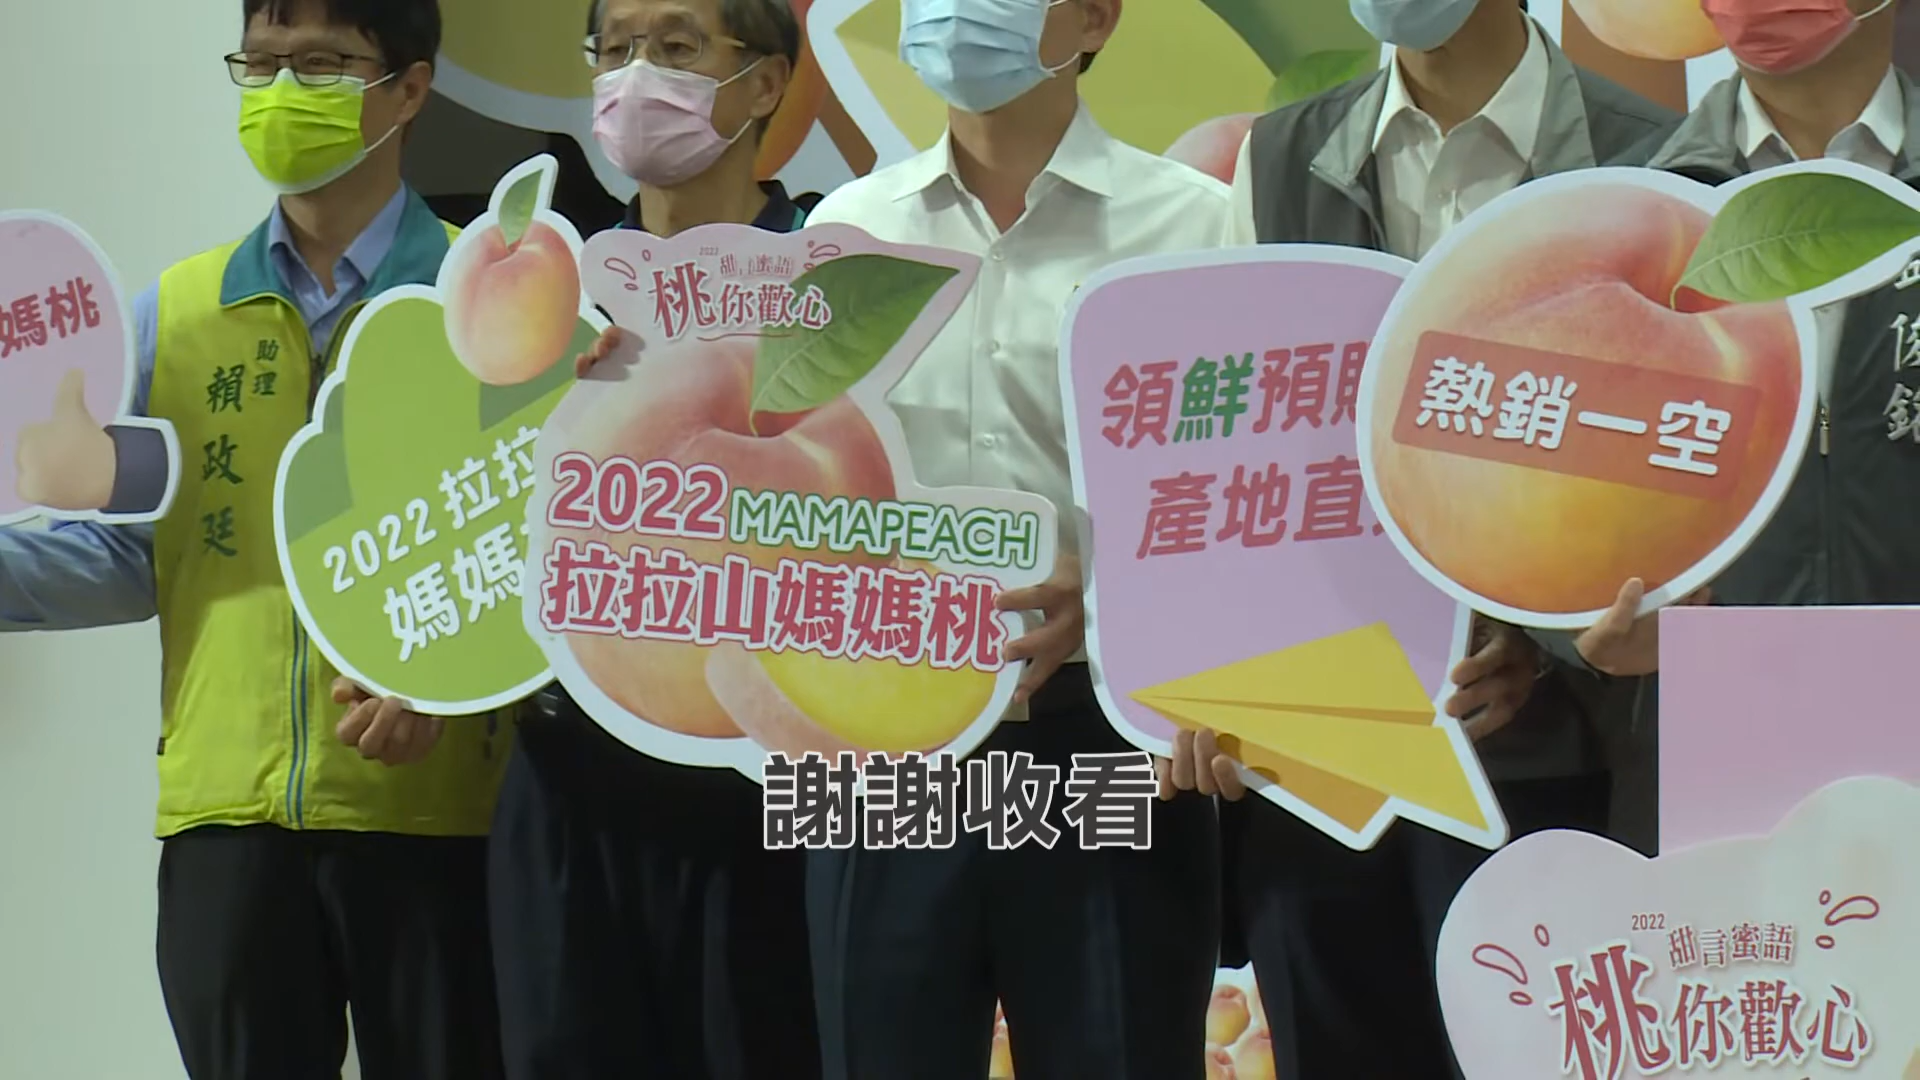 媽桃
助理
賴政廷
2022 拉拉
媽媽
2022
甜言蜜語
桃你歡心
2022 MAMAPEACH
拉拉山媽媽桃
領鮮預
產地直
熱銷一空
俊銘
謝謝收看
2022
甜言蜜語
桃你歡心